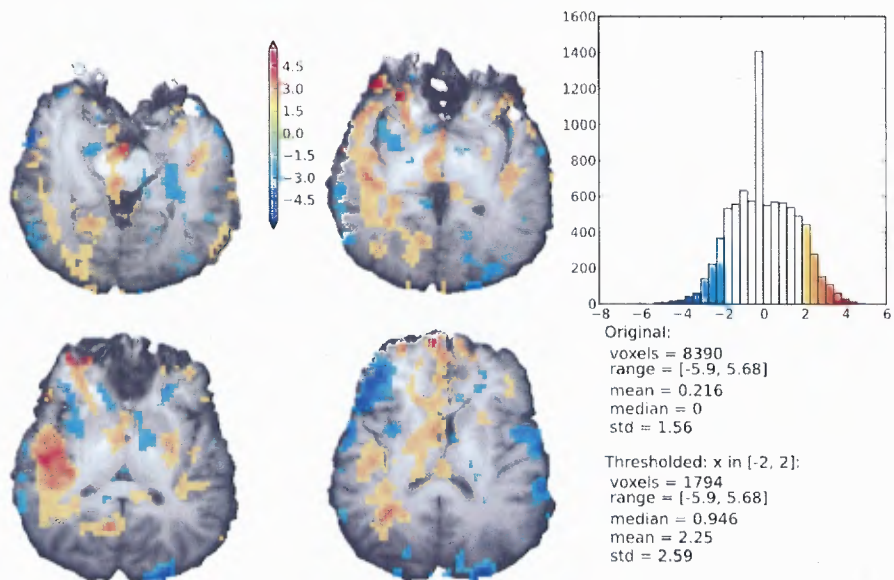 4.5
3.0
1.5
0.0
−1.5
−3.0
−4.5
1600
1400
1200
1000
800
600
400
200
0
−8 −6 −4 −2 0 2 4 6
Original:
voxels = 8390
range = [-5.9, 5.68]
mean = 0.216
median = 0
std = 1.56
Thresholded: x in [-2, 2]:
voxels = 1794
range = [-5.9, 5.68]
median = 0.946
mean = 2.25
std = 2.59